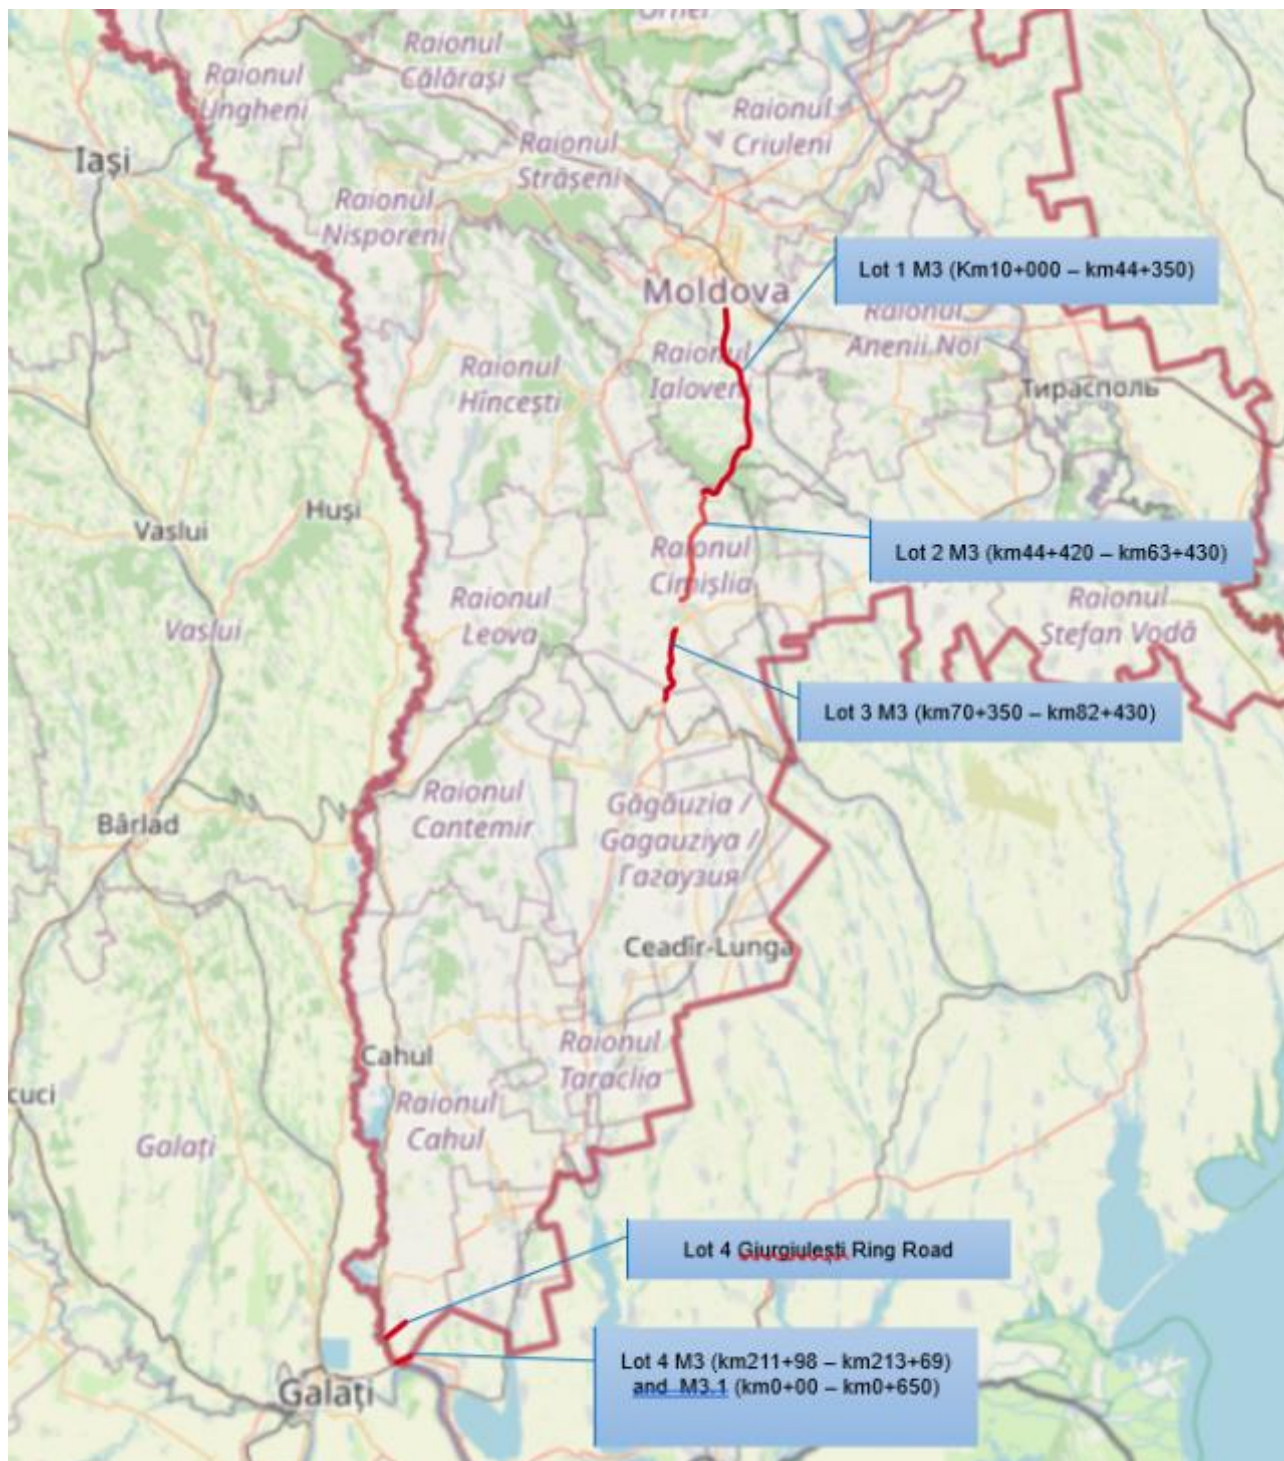 Orhei
Raionul
Călărași
Raionul
Ungheni
Raionul
Criuleni
Iași
Raionul
Strășeni
Raionul
Nisporeni
Lot 1 M3 (Km10+000 – km44+350)
Moldova
Raionul
Anenii Noi
Raionul
Ialoveni
Raionul
Hîncești
Тирасполь
Huși
Vaslui
Lot 2 M3 (km44+420 – km63+430)
Raionul
Cimișlia
Raionul
Leova
Raionul
Ștefan Vodă
Vaslui
Lot 3 M3 (km70+350 – km82+430)
Raionul
Cantemir
Găgăuzia /
Gagauziya /
Гагаузия
Bârlad
Ceadîr-Lunga
Cahul
Raionul
Taraclia
cuci
Raionul
Cahul
Galați
Lot 4 Giurgiulești Ring Road
Lot 4 M3 (km211+98 – km213+69)
and M3.1 (km0+00 – km0+650)
Galați